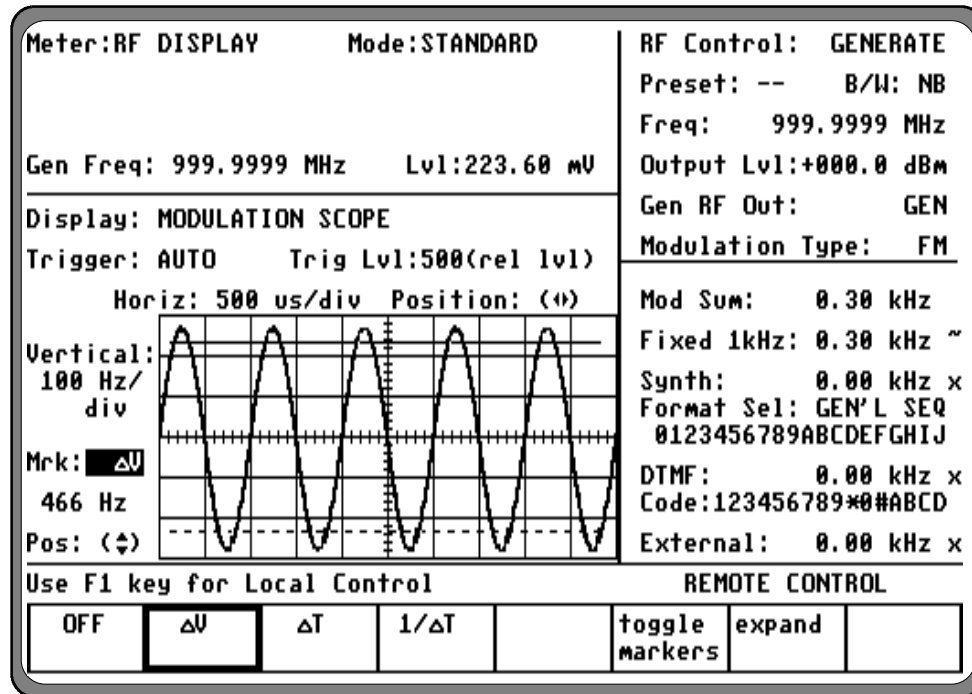 Meter:RF DISPLAY Mode:STANDARD
Gen Freq: 999.9999 MHz Lvl:223.60 mV
Display: MODULATION SCOPE
Trigger: AUTO Trig Lvl:500(rel lvl)
Horiz: 500 us/div Position: (◂▸)
Vertical:
100 Hz/
div
Mrk: △V
466 Hz
Pos: (▴▾)
RF Control: GENERATE
Preset: -- B/W: NB
Freq: 999.9999 MHz
Output Lvl:+000.0 dBm
Gen RF Out: GEN
Modulation Type: FM
Mod Sum: 0.30 kHz
Fixed 1kHz: 0.30 kHz ~
Synth: 0.00 kHz x
Format Sel: GEN'L SEQ
0123456789ABCDEFGHIJ
DTMF: 0.00 kHz x
Code:123456789*0#ABCD
External: 0.00 kHz x
Use F1 key for Local Control REMOTE CONTROL
OFF △V △T 1/△T toggle expand
markers